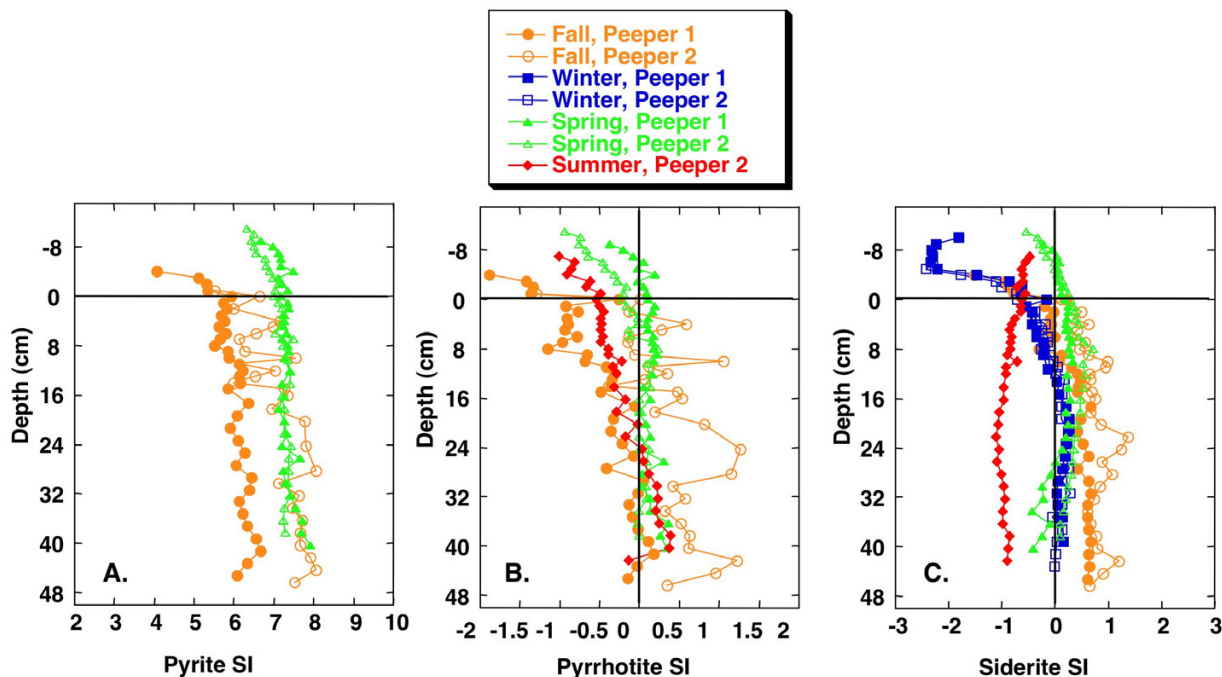 Fall, Peeper 1
Fall, Peeper 2
Winter, Peeper 1
Winter, Peeper 2
Spring, Peeper 1
Spring, Peeper 2
Summer, Peeper 2
Depth (cm)
-8
0
8
16
24
32
40
48
A.
2 3 4 5 6 7 8 9 10
Pyrite SI
Depth (cm)
-8
0
8
16
24
32
40
48
B.
-2 -1.5 -1 -0.5 0 0.5 1 1.5 2
Pyrrhotite SI
Depth (cm)
-8
0
8
16
24
32
40
48
C.
-3 -2 -1 0 1 2 3
Siderite SI